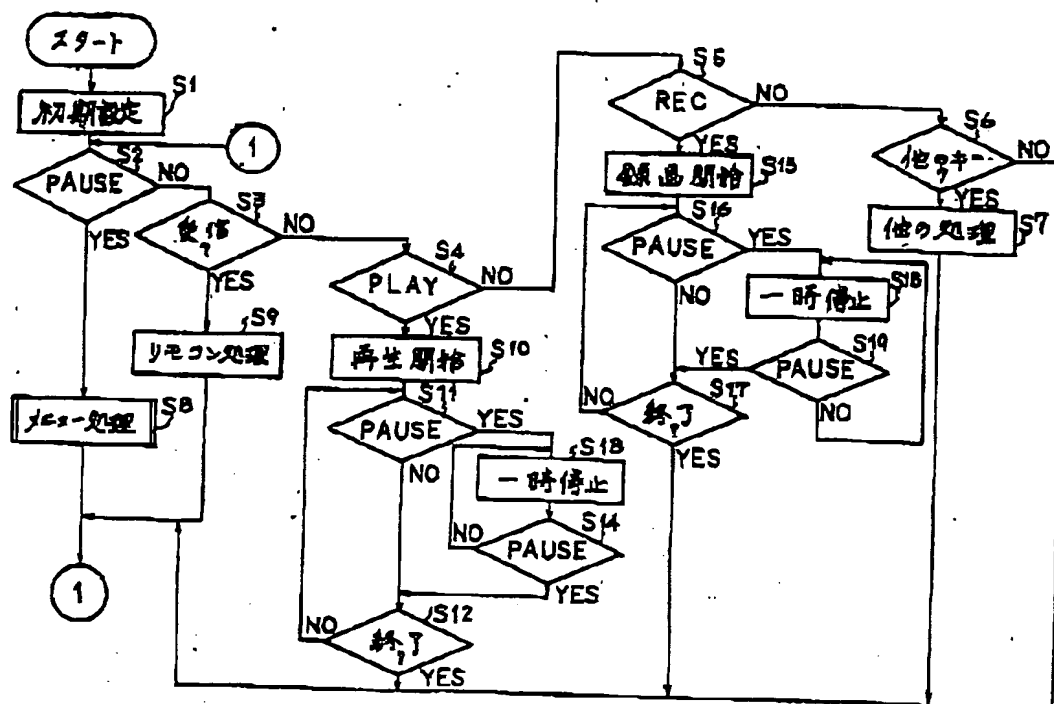 スタート
S1
初期設定
1
S2
PAUSE
NO
YES
S3
受信?
NO
YES
S9
リモコン処理
S8
メニュー処理
1
S4
PLAY
NO
YES
再生開始
S10
S11
PAUSE
YES
NO
S13
一時停止
S14
PAUSE
NO
YES
S12
終了?
NO
YES
S5
REC
NO
YES
録画開始
S15
S16
PAUSE
YES
NO
S18
一時停止
S19
PAUSE
YES
NO
S17
終了?
NO
YES
S6
他のキー?
NO
YES
他の処理
S7